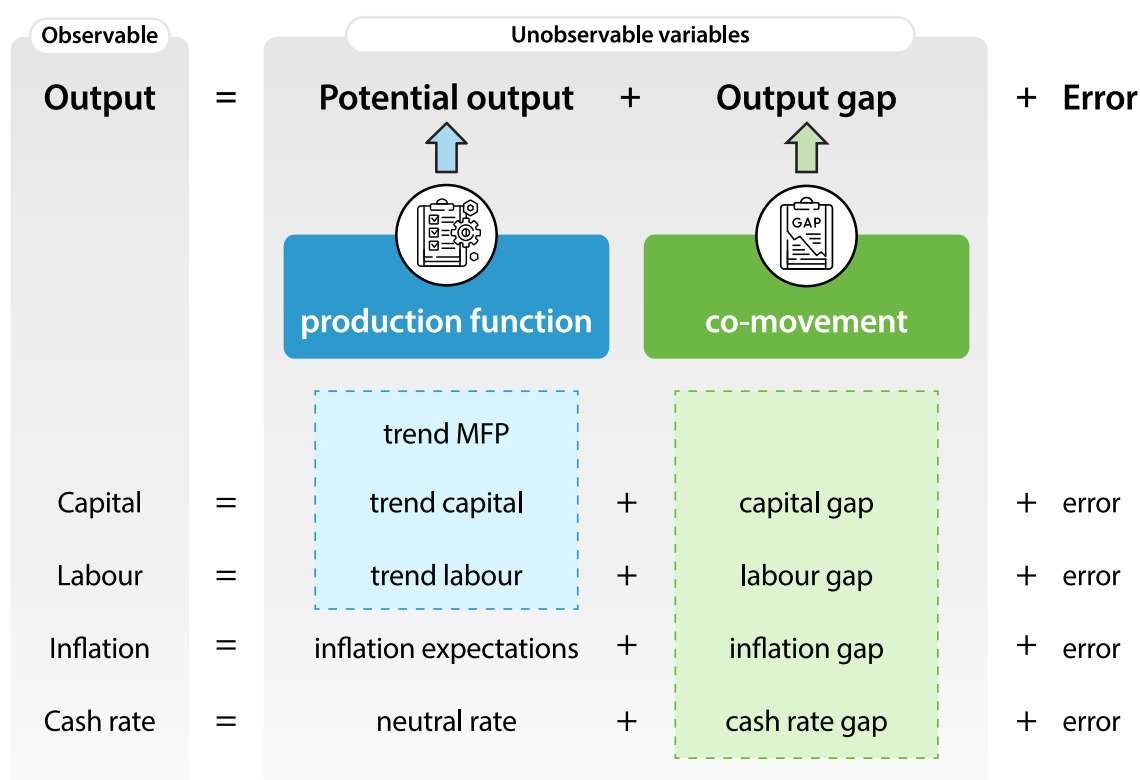 Observable Unobservable variables
Output = Potential output + Output gap + Error
GAP
production function co-movement
trend MFP
Capital = trend capital + capital gap + error
Labour = trend labour + labour gap + error
Inflation = inflation expectations + inflation gap + error
Cash rate = neutral rate + cash rate gap + error